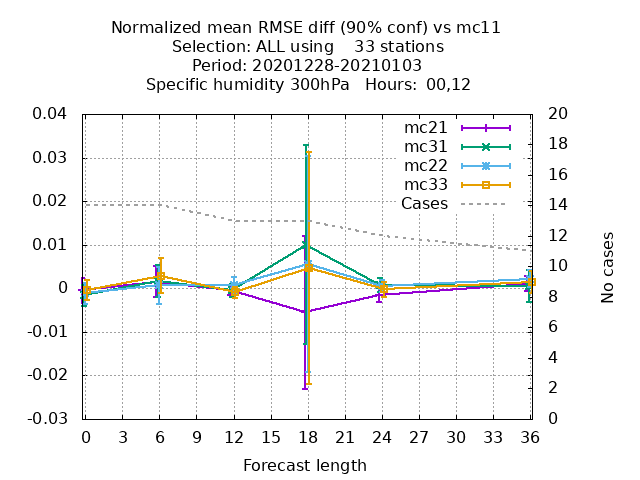 Normalized mean RMSE diff (90% conf) vs mc11
Selection: ALL using    33 stations
Period: 20201228-20210103
Specific humidity 300hPa   Hours: 00,12
0.04
0.03
0.02
0.01
0
-0.01
-0.02
-0.03
20
18
16
14
12
10
8
6
4
2
0
mc21
mc31
mc22
mc33
Cases
No cases
0 3 6 9 12 15 18 21 24 27 30 33 36
Forecast length